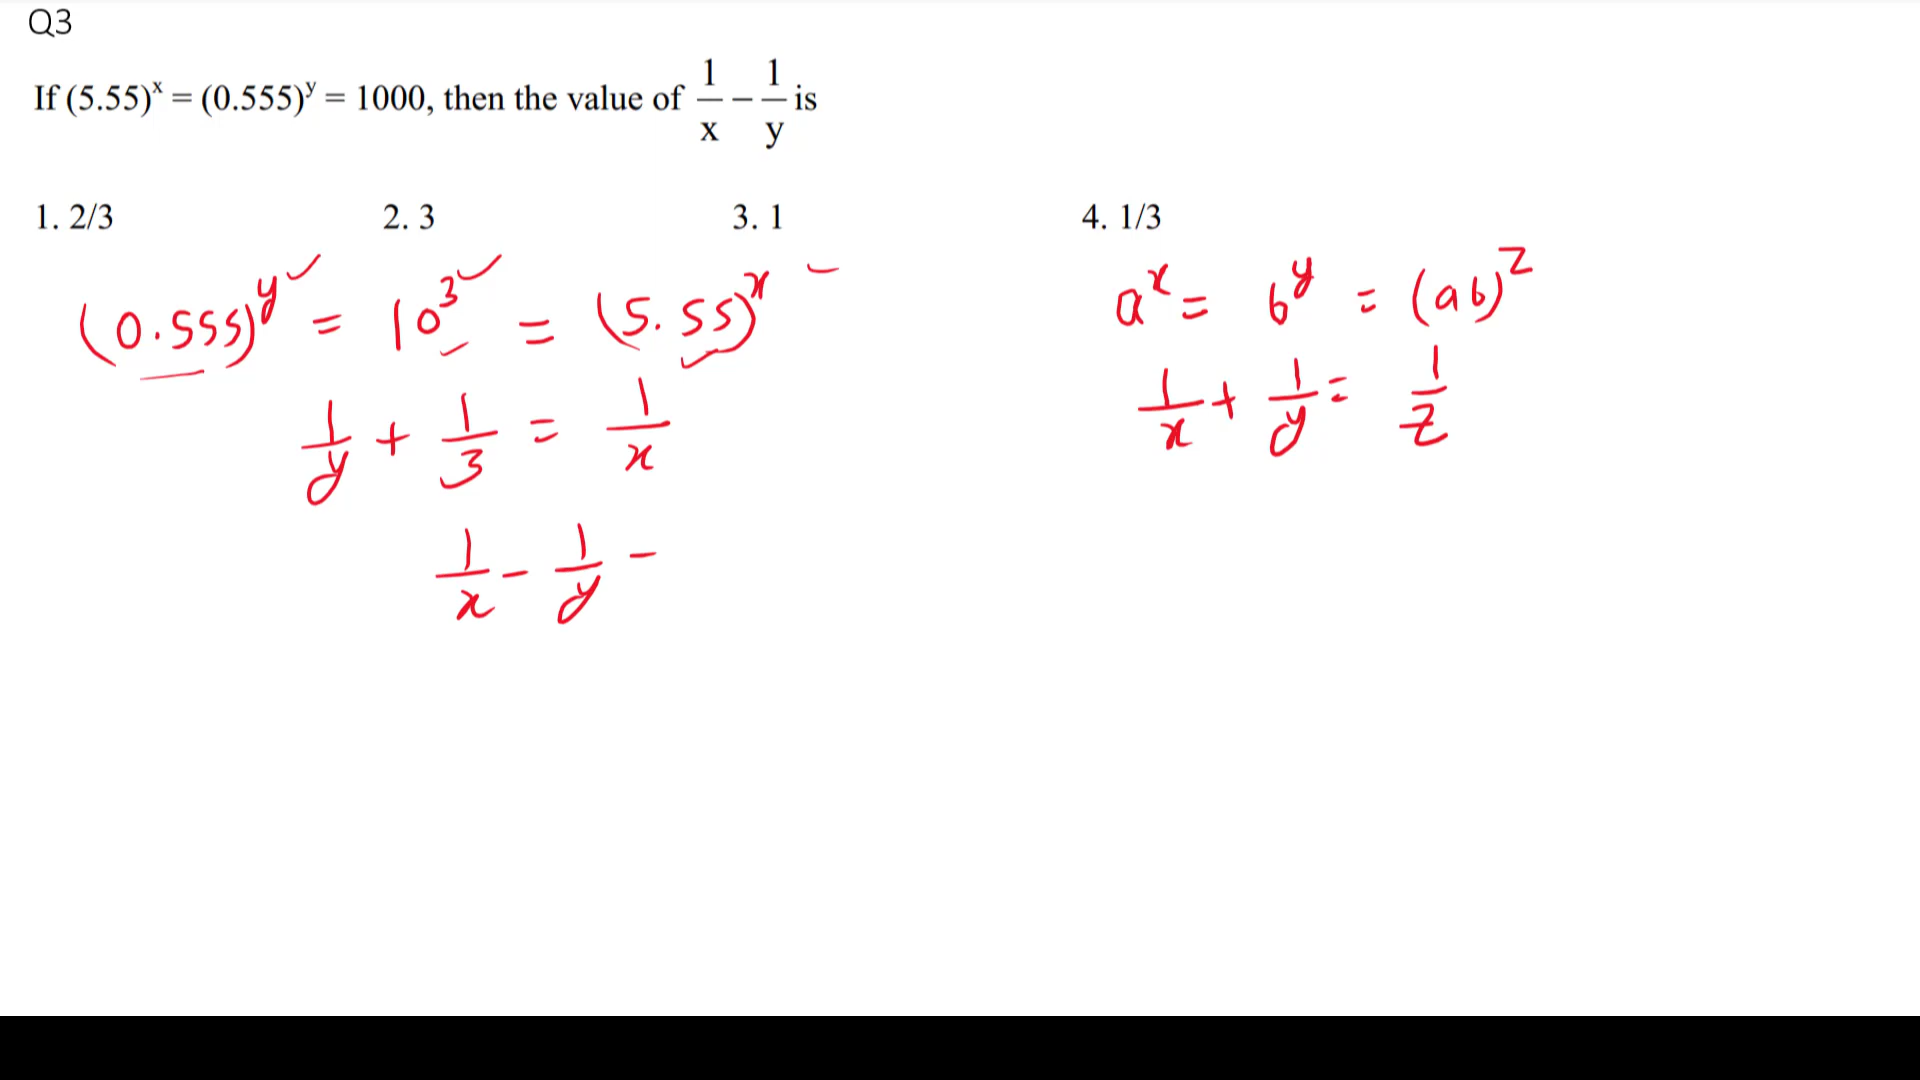 Q3
If (5.55)^x = (0.555)^y = 1000, then the value of 1/x − 1/y is
1. 2/3 2. 3 3. 1 4. 1/3
(0.555)^y = 10^3 = (5.55)^x
1/y + 1/3 = 1/x
1/x − 1/y −
a^x = b^y = (ab)^z
1/x + 1/y = 1/z